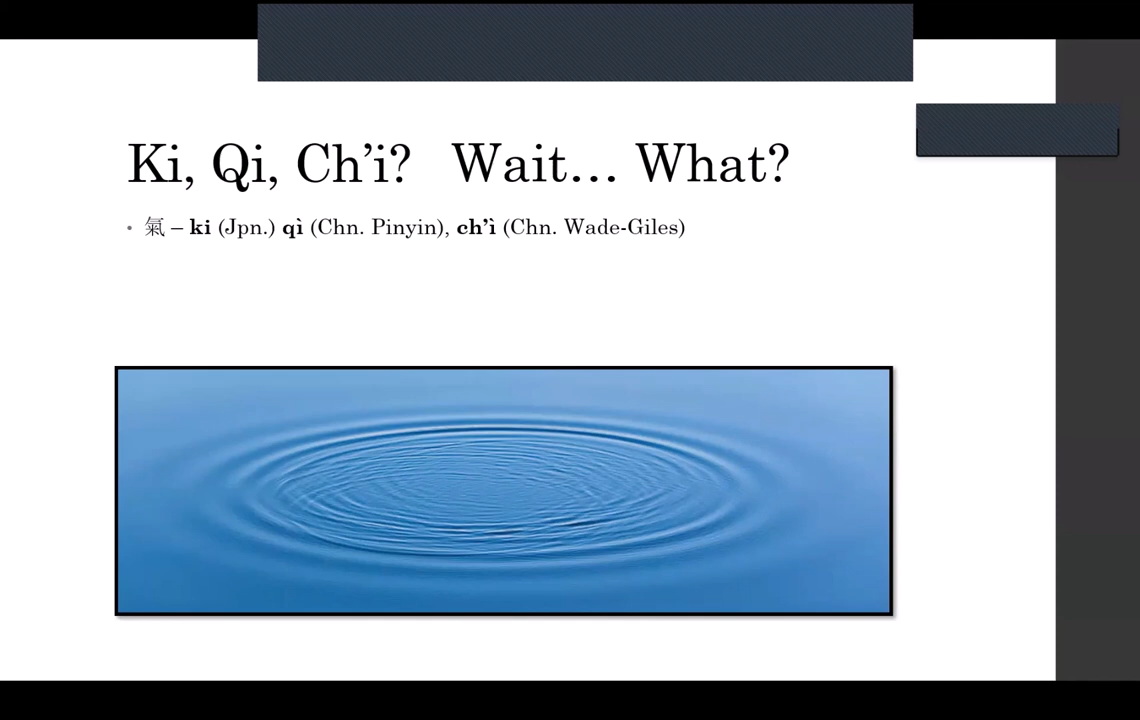 Ki, Qi, Ch’i? Wait… What?
• 氣 – ki (Jpn.) qì (Chn. Pinyin), ch’ì (Chn. Wade-Giles)